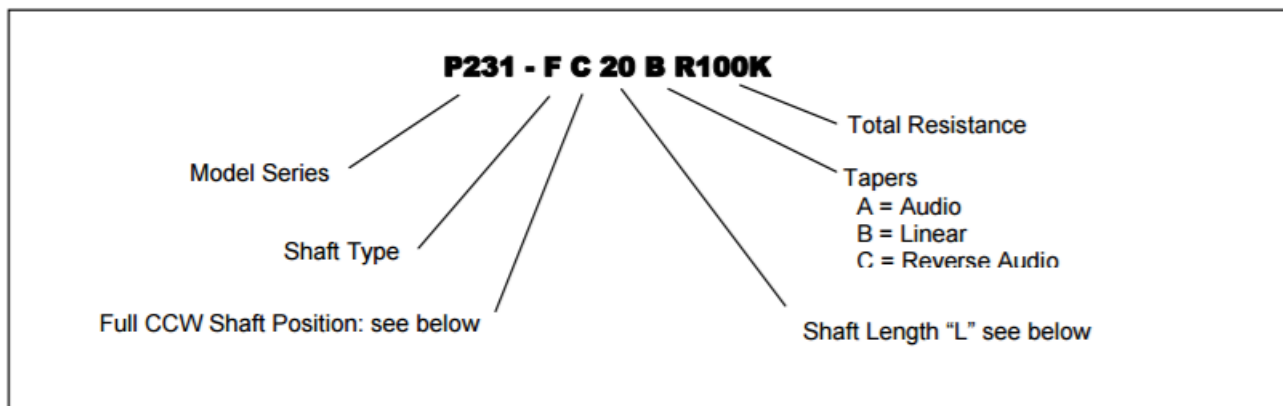 P231 - F C 20 B R100K
Total Resistance
Model Series
Tapers
A = Audio
B = Linear
C = Reverse Audio
Shaft Type
Full CCW Shaft Position: see below
Shaft Length “L” see below